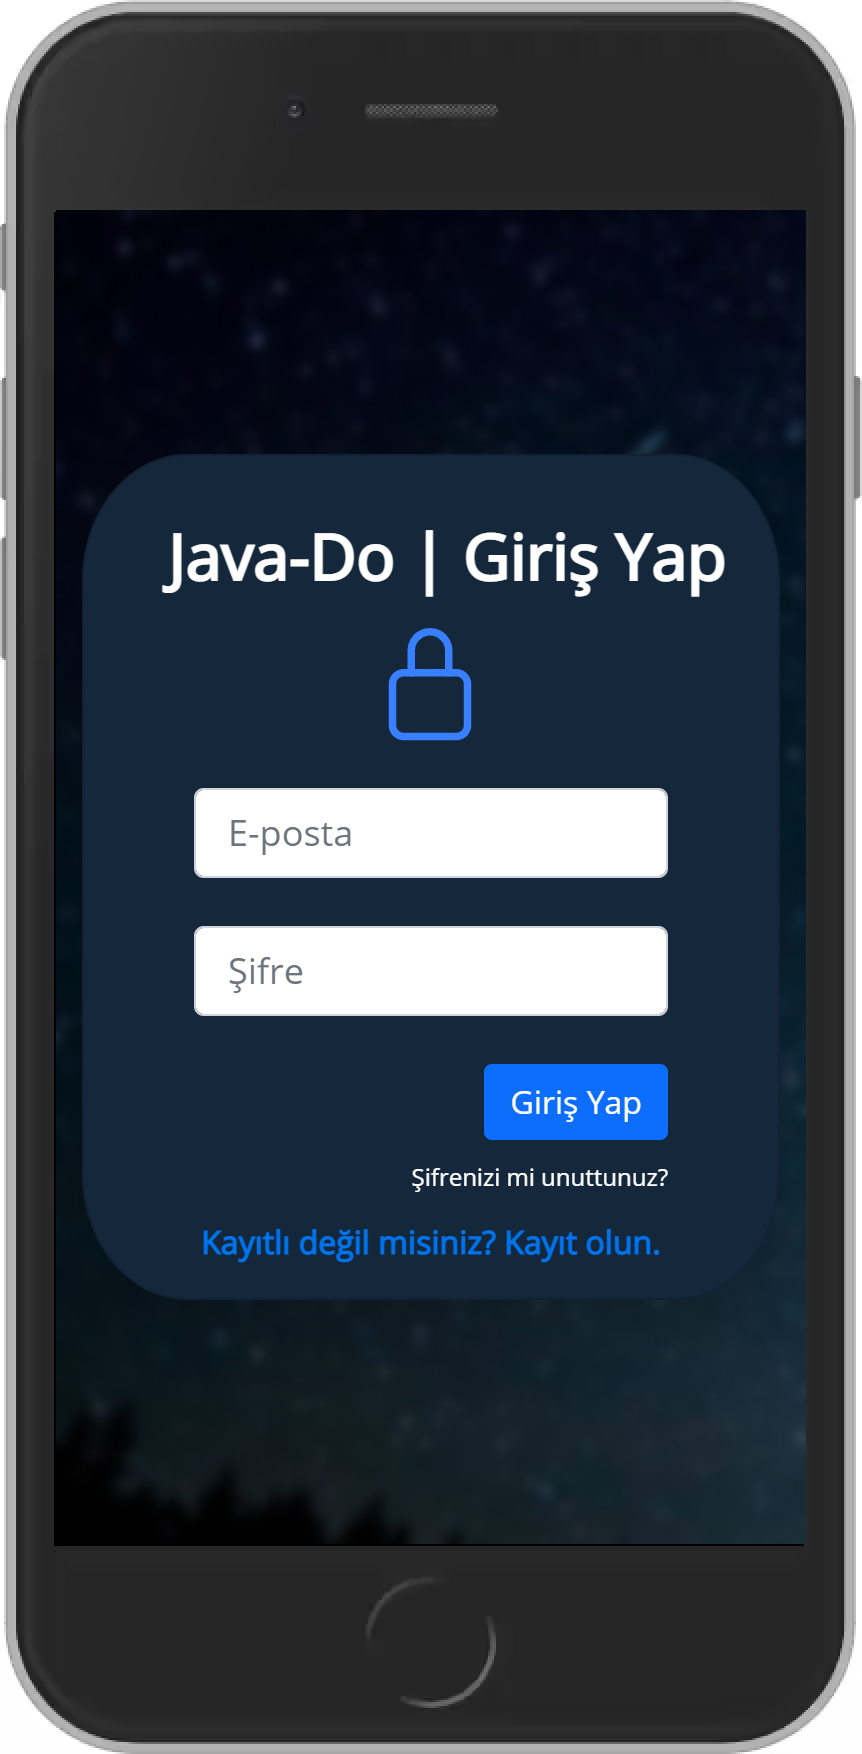 Java-Do | Giriş Yap
E-posta
Şifre
Giriş Yap
Şifrenizi mi unuttunuz?
Kayıtlı değil misiniz? Kayıt olun.